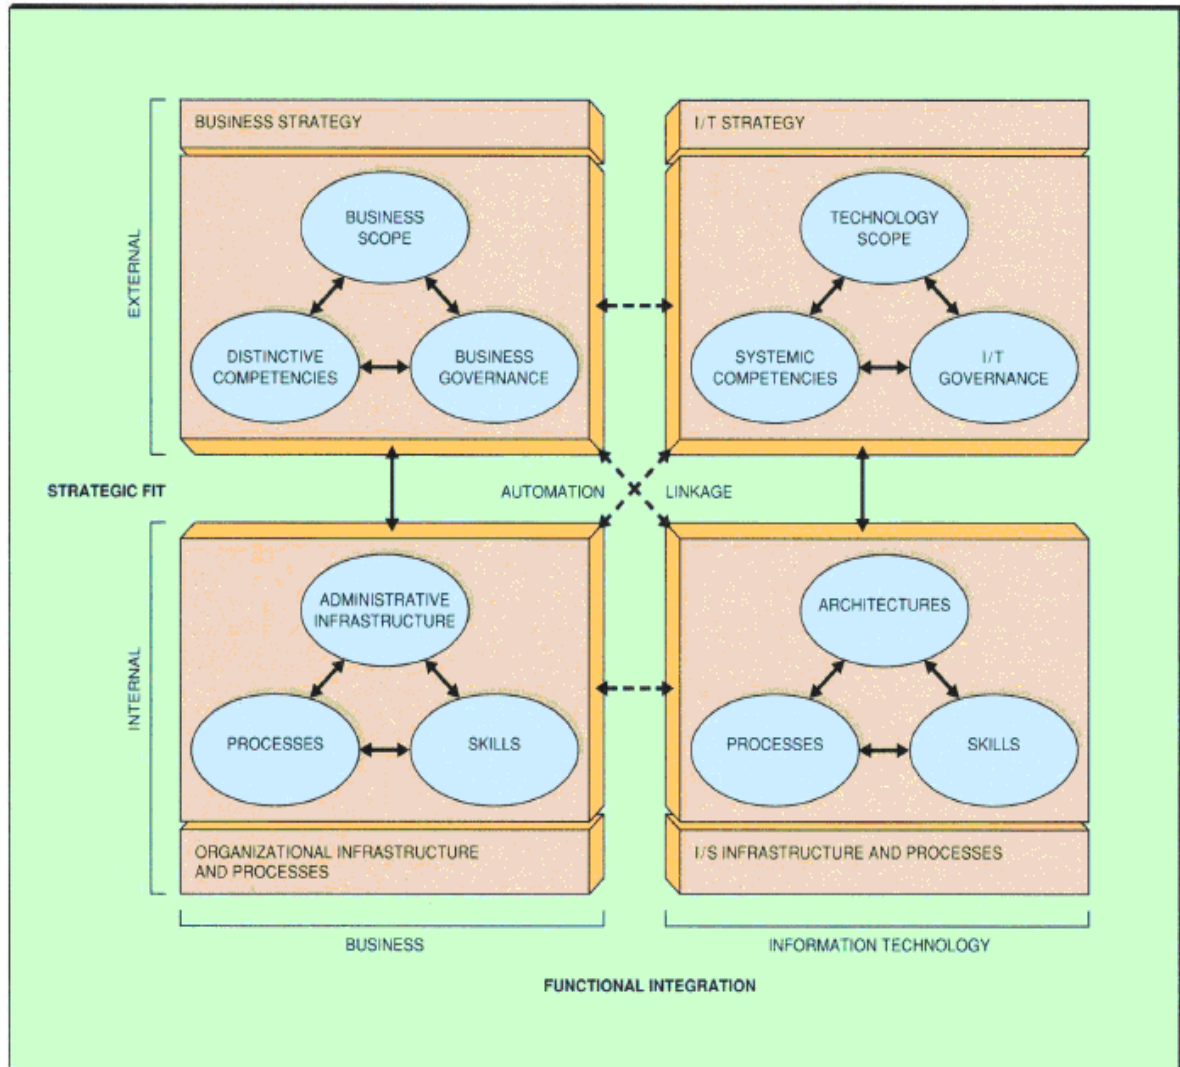 BUSINESS STRATEGY
I/T STRATEGY
BUSINESS
SCOPE
TECHNOLOGY
SCOPE
EXTERNAL
DISTINCTIVE
COMPETENCIES
BUSINESS
GOVERNANCE
SYSTEMIC
COMPETENCIES
I/T
GOVERNANCE
STRATEGIC FIT
AUTOMATION
LINKAGE
ADMINISTRATIVE
INFRASTRUCTURE
ARCHITECTURES
INTERNAL
PROCESSES
SKILLS
PROCESSES
SKILLS
ORGANIZATIONAL INFRASTRUCTURE
AND PROCESSES
I/S INFRASTRUCTURE AND PROCESSES
BUSINESS
INFORMATION TECHNOLOGY
FUNCTIONAL INTEGRATION